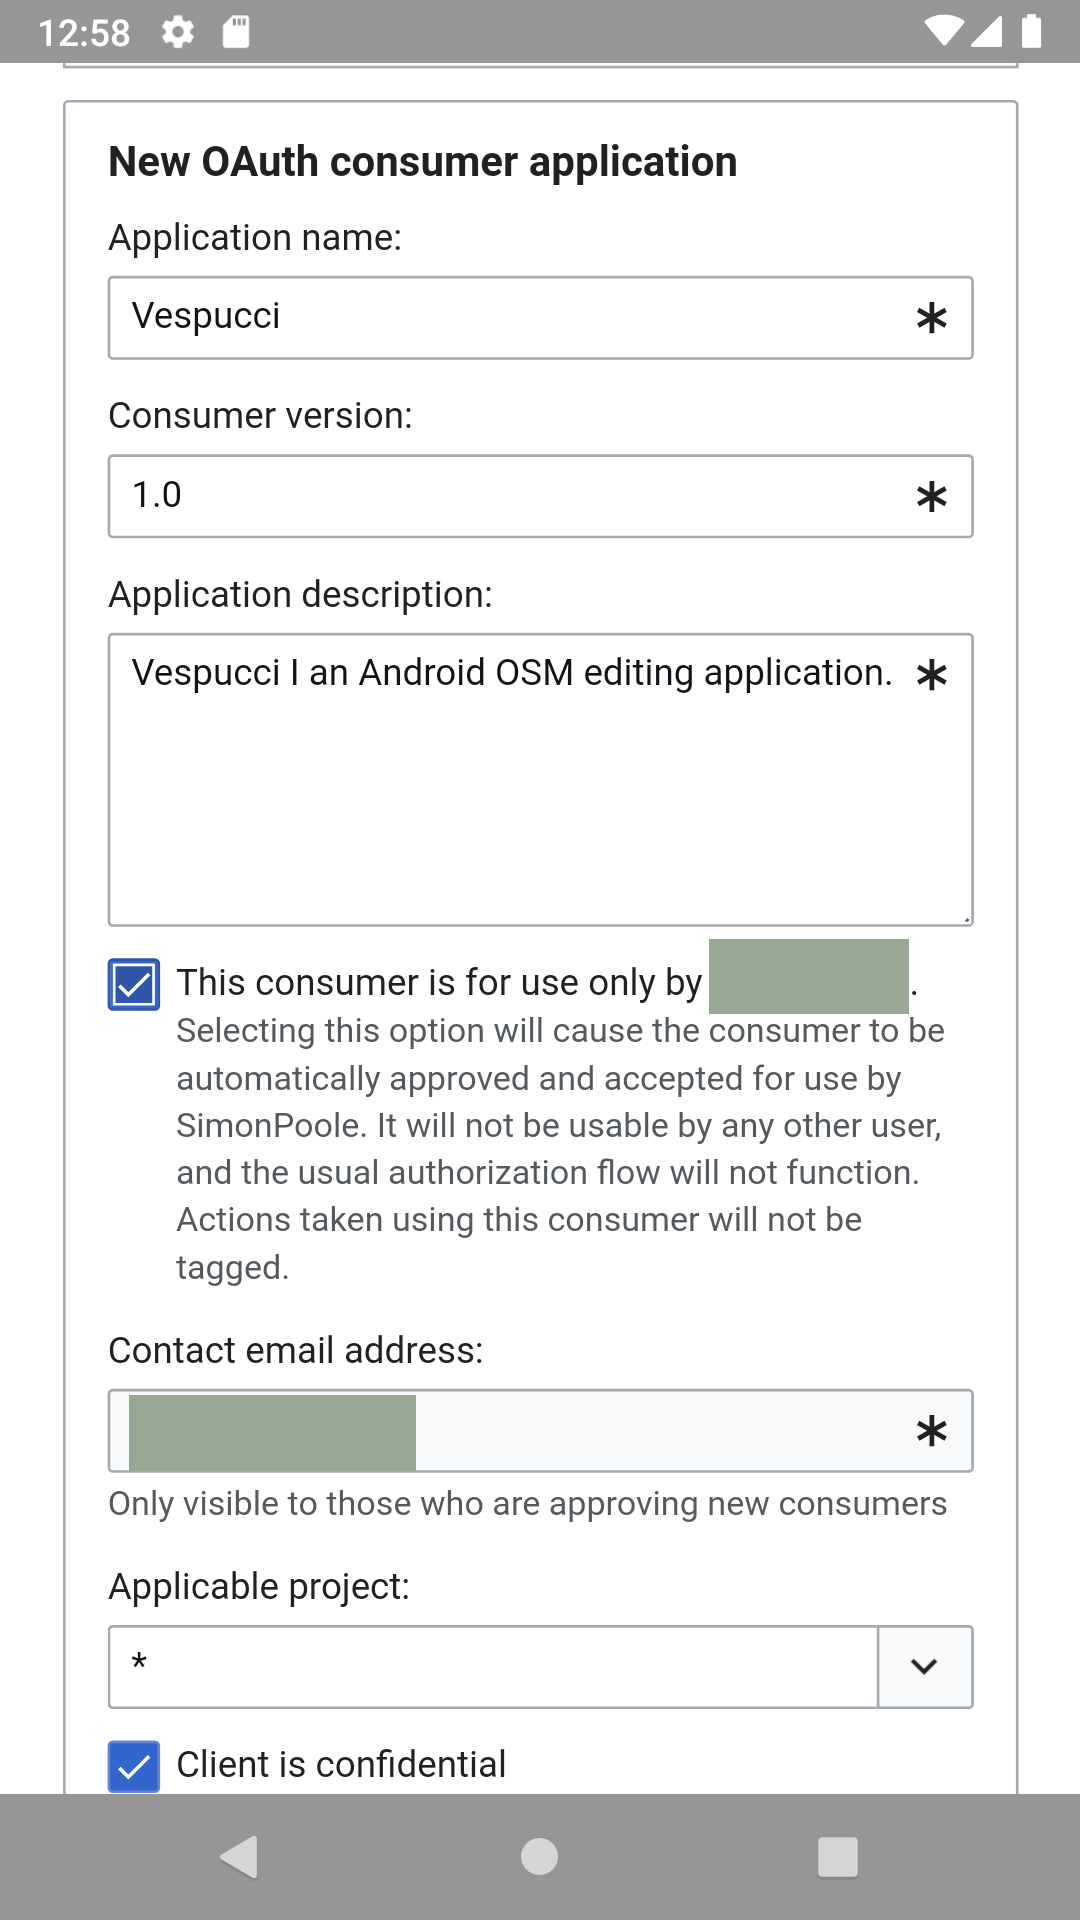 12:58
New OAuth consumer application
Application name:
Vespucci *
Consumer version:
1.0 *
Application description:
Vespucci I an Android OSM editing application. *
This consumer is for use only by .
Selecting this option will cause the consumer to be
automatically approved and accepted for use by
SimonPoole. It will not be usable by any other user,
and the usual authorization flow will not function.
Actions taken using this consumer will not be
tagged.
Contact email address:
*
Only visible to those who are approving new consumers
Applicable project:
*
Client is confidential